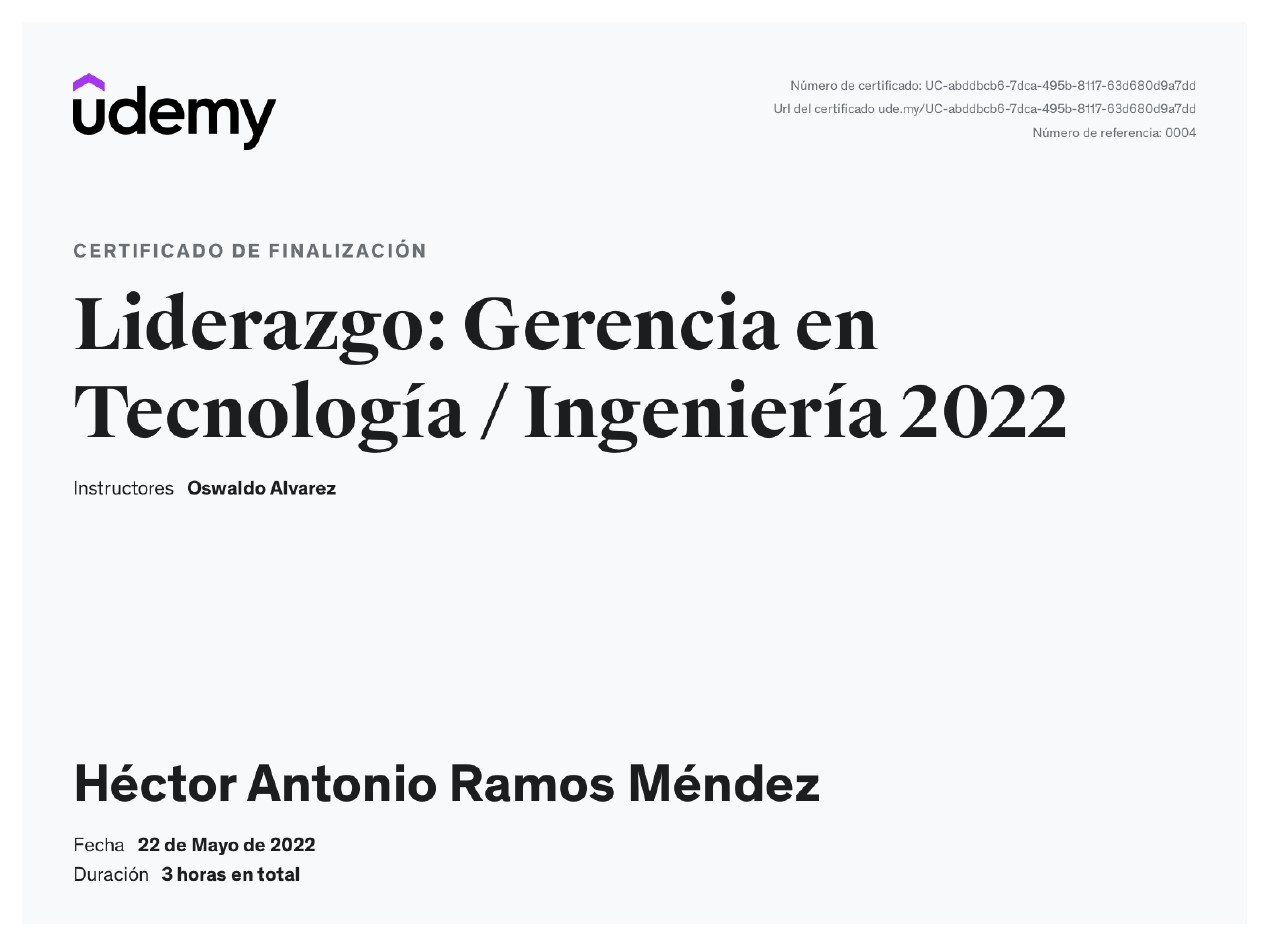 udemy
Número de certificado: UC-abddbcb6-7dca-495b-8117-63d680d9a7dd
Url del certificado ude.my/UC-abddbcb6-7dca-495b-8117-63d680d9a7dd
Número de referencia: 0004
CERTIFICADO DE FINALIZACIÓN
Liderazgo: Gerencia en
Tecnología / Ingeniería 2022
Instructores Oswaldo Alvarez
Héctor Antonio Ramos Méndez
Fecha 22 de Mayo de 2022
Duración 3 horas en total